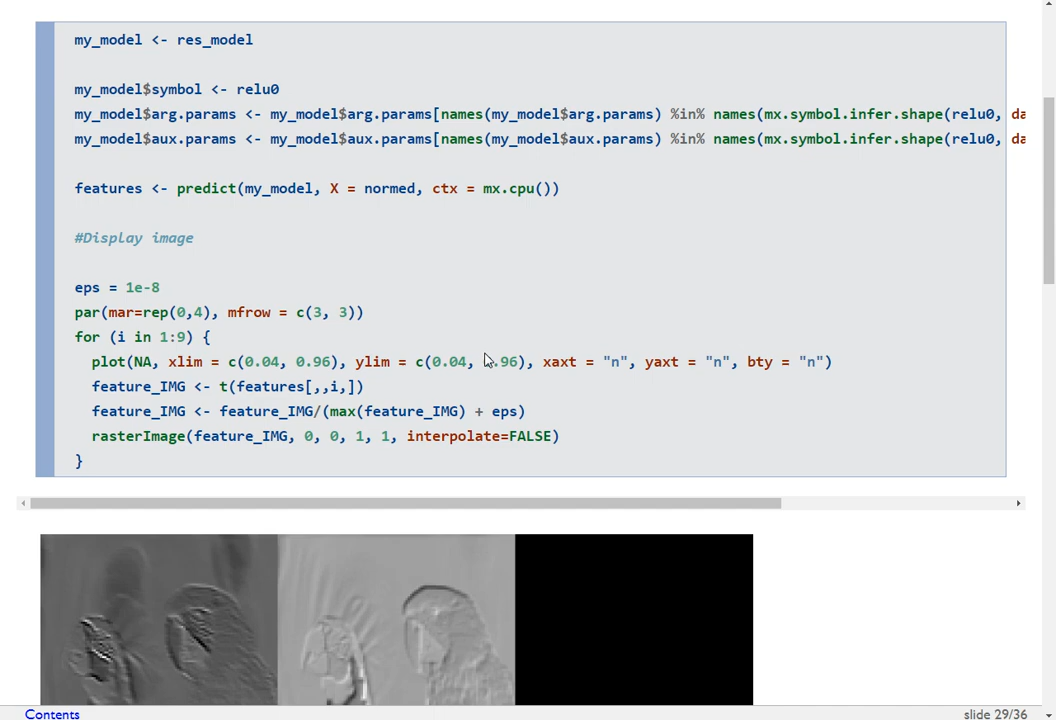 my_model <- res_model
my_model$symbol <- relu0
my_model$arg.params <- my_model$arg.params[names(my_model$arg.params) %in% names(mx.symbol.infer.shape(relu0, da
my_model$aux.params <- my_model$aux.params[names(my_model$aux.params) %in% names(mx.symbol.infer.shape(relu0, da
features <- predict(my_model, X = normed, ctx = mx.cpu())
#Display image
eps = 1e-8
par(mar=rep(0,4), mfrow = c(3, 3))
for (i in 1:9) {
plot(NA, xlim = c(0.04, 0.96), ylim = c(0.04, 0.96), xaxt = "n", yaxt = "n", bty = "n")
feature_IMG <- t(features[,,i,])
feature_IMG <- feature_IMG/(max(feature_IMG) + eps)
rasterImage(feature_IMG, 0, 0, 1, 1, interpolate=FALSE)
}
Contents
slide 29/36